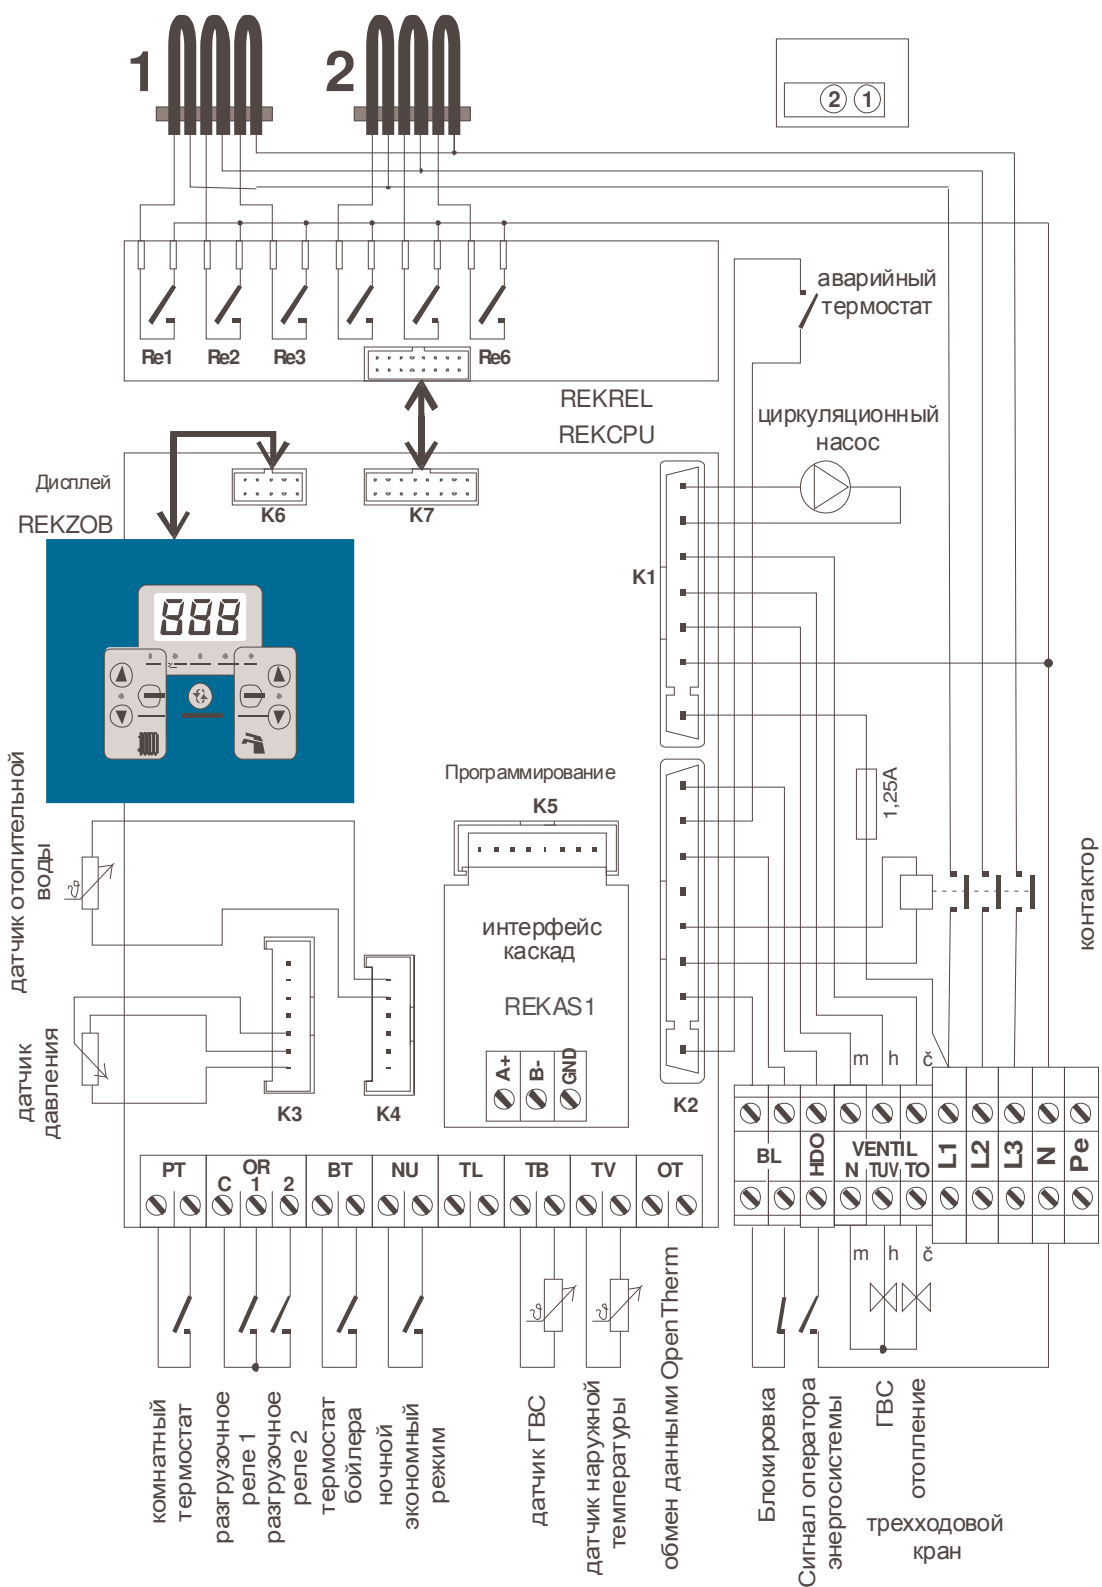 1
2
2 1
аварийный
термостат
Re1
Re2
Re3
Re6
REKREL
REKCPU
циркуляционный
насос
Дисплей
REKZOB
K6
K7
K1
888
датчик отопительной
воды
Программирование
K5
1,25A
контактор
интерфейс
каскад
REKAS1
A+
B-
GND
датчик
давления
K3
K4
K2
m
h
č
PT
OR
C
1
2
BT
NU
TL
TB
TV
OT
BL
HDO
VENTIL
N
TUV
TO
L1
L2
L3
N
Pe
m
h
č
комнатный
термостат
разгрузочное
реле 1
разгрузочное
реле 2
термостат
бойлера
ночной
экономный
режим
датчик ГВС
датчик наружной
температуры
обмен данными OpenTherm
Блокировка
Сигнал оператора
энергосистемы
ГВС
отопление
трехходовой
кран